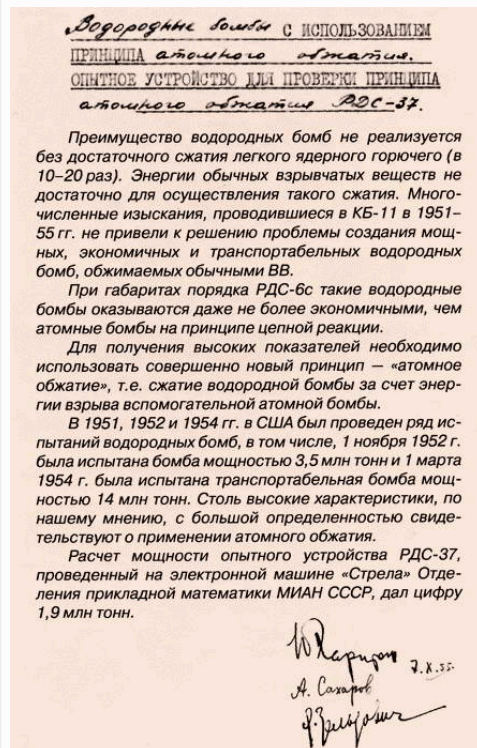 Водородные бомбы С ИСПОЛЬЗОВАНИЕМ
ПРИНЦИПА атомного обжатия.
ОПЫТНОЕ УСТРОЙСТВО ДЛЯ ПРОВЕРКИ ПРИНЦИПА
атомного обжатия РДС-37.
Преимущество водородных бомб не реализуется
без достаточного сжатия легкого ядерного горючего (в
10–20 раз). Энергии обычных взрывчатых веществ не
достаточно для осуществления такого сжатия. Много-
численные изыскания, проводившиеся в КБ-11 в 1951–
55 гг. не привели к решению проблемы создания мощ-
ных, экономичных и транспортабельных водородных
бомб, обжимаемых обычными ВВ.
При габаритах порядка РДС-6с такие водородные
бомбы оказываются даже не более экономичными, чем
атомные бомбы на принципе цепной реакции.
Для получения высоких показателей необходимо
использовать совершенно новый принцип — «атомное
обжатие», т.е. сжатие водородной бомбы за счет энер-
гии взрыва вспомогательной атомной бомбы.
В 1951, 1952 и 1954 гг. в США был проведен ряд ис-
пытаний водородных бомб, в том числе, 1 ноября 1952 г.
была испытана бомба мощностью 3,5 млн тонн и 1 марта
1954 г. была испытана транспортабельная бомба мощ-
ностью 14 млн тонн. Столь высокие характеристики, по
нашему мнению, с большой определенностью свиде-
тельствуют о применении атомного обжатия.
Расчет мощности опытного устройства РДС-37,
проведенный на электронной машине «Стрела» Отде-
ления прикладной математики МИАН СССР, дал цифру
1,9 млн тонн.
Ю Харитон
7.X.55.
А. Сахаров
Я. Зельдович